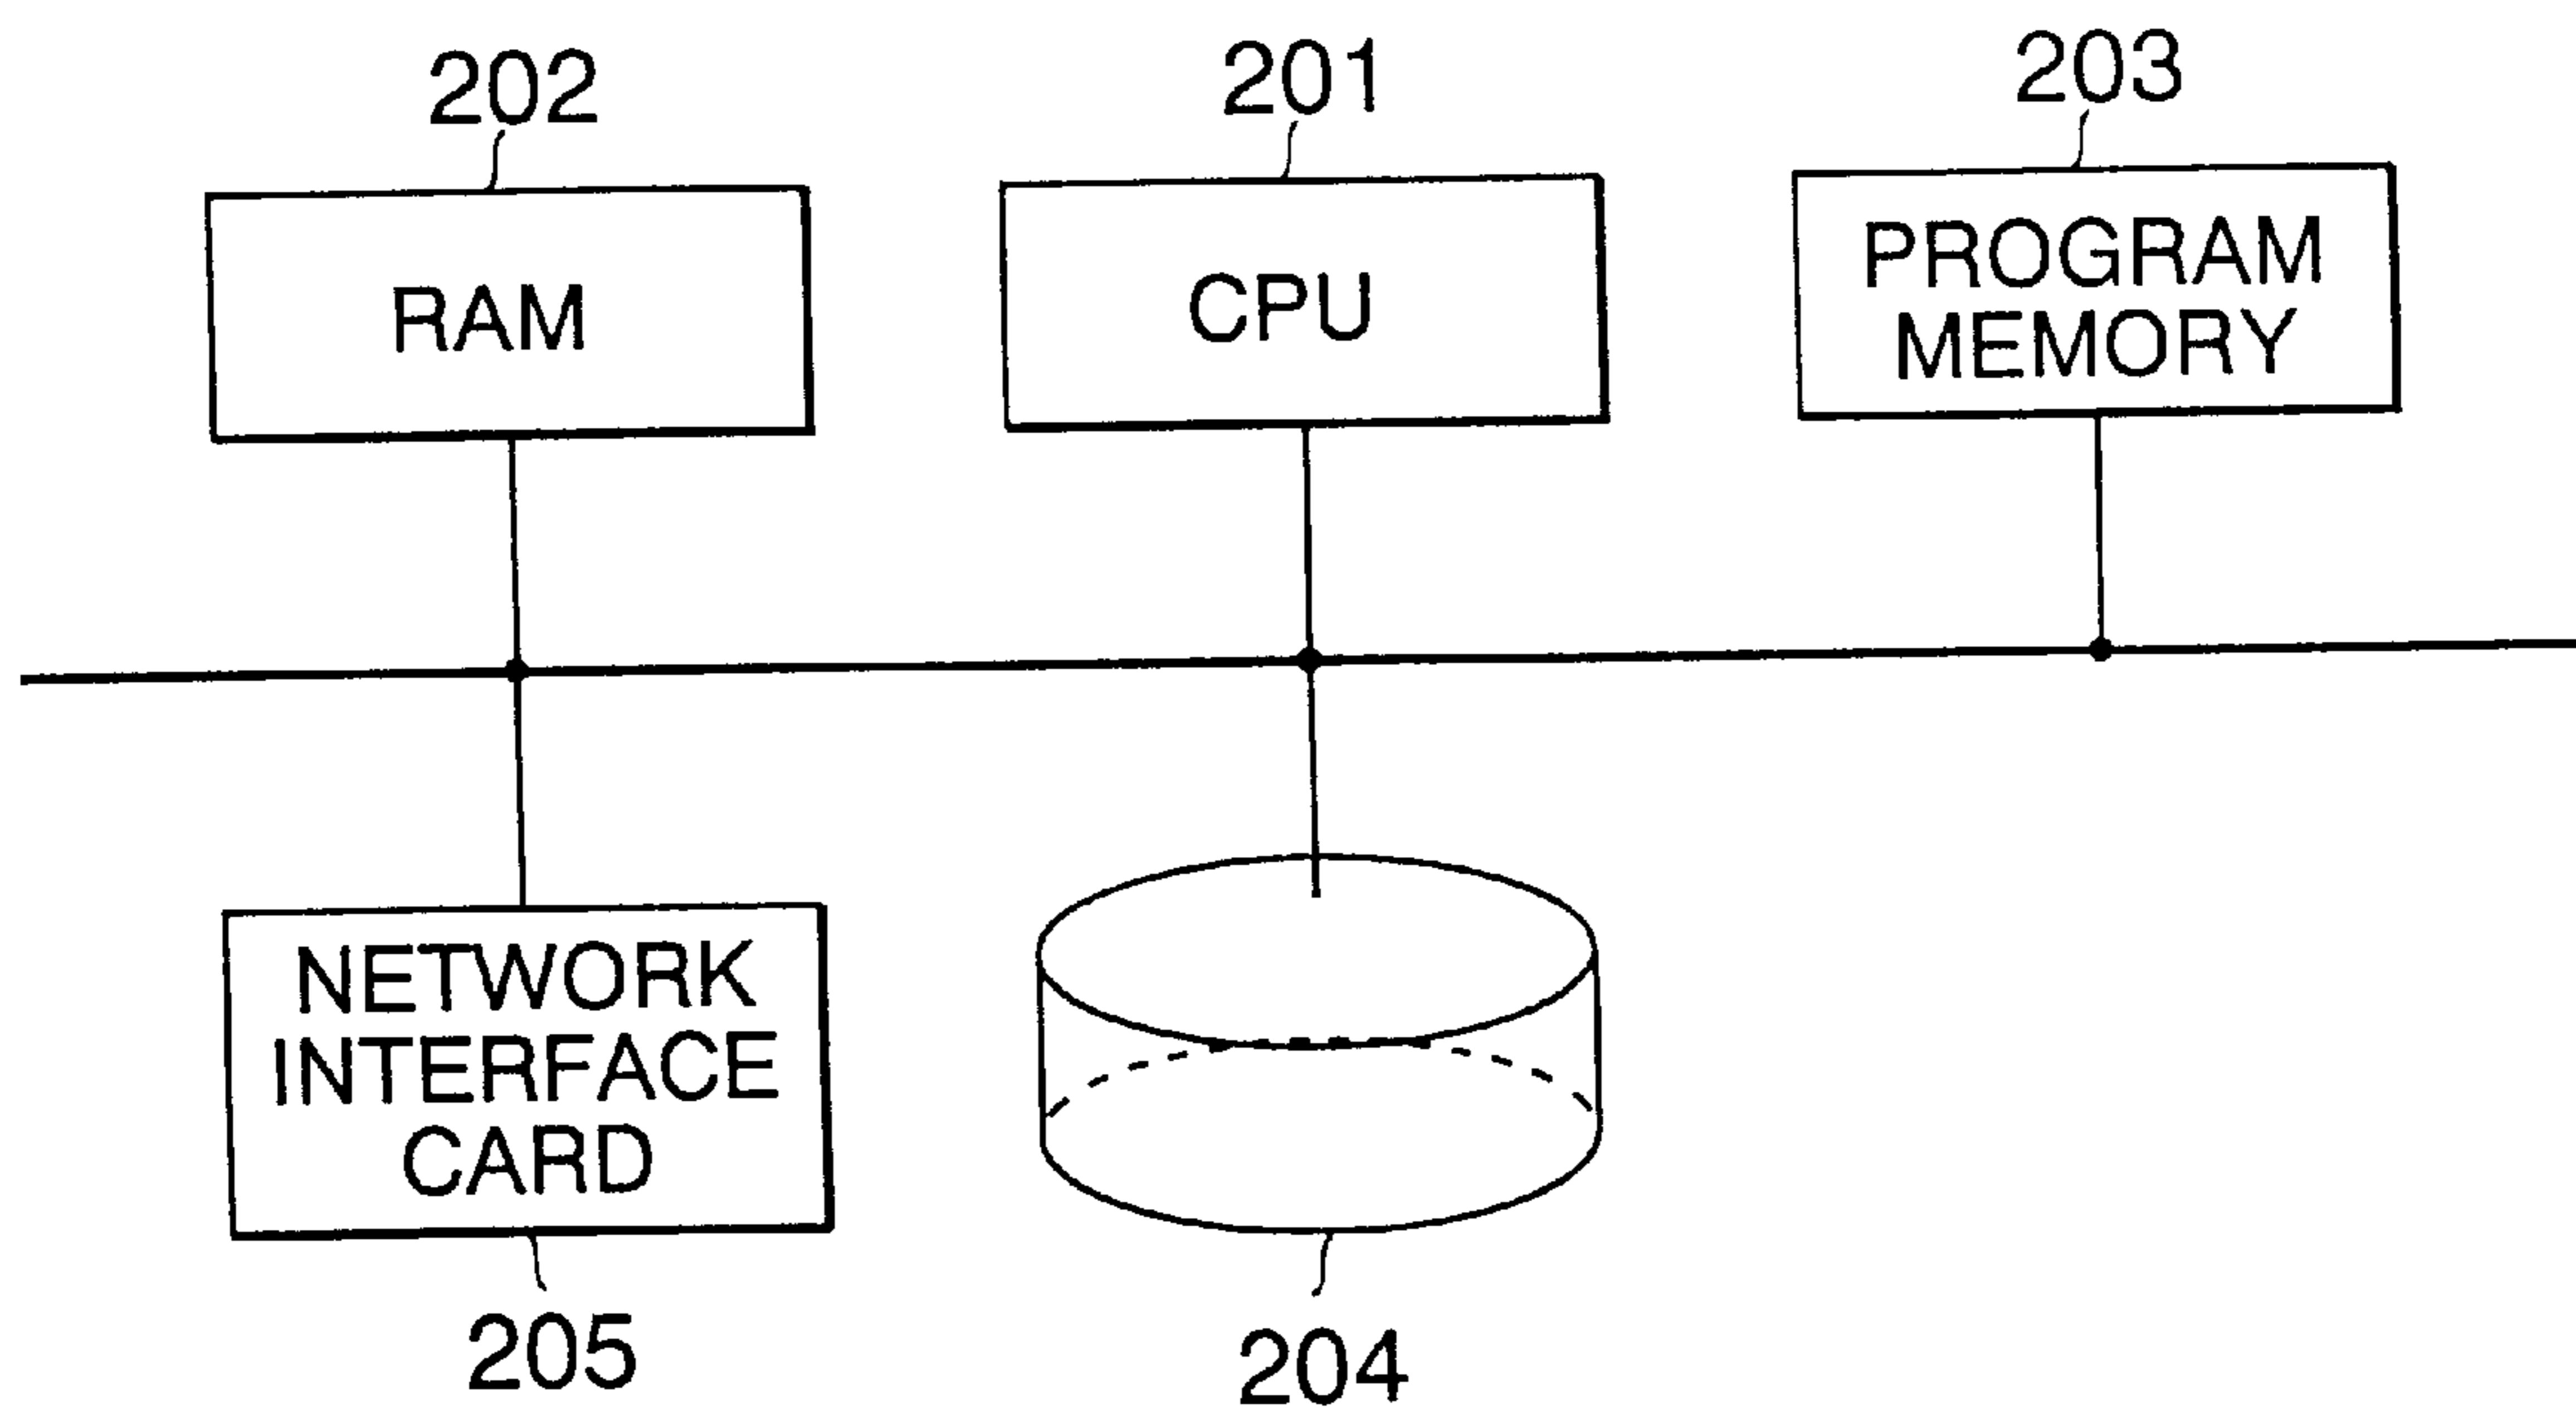 202
201
203
RAM
CPU
PROGRAM
MEMORY
NETWORK
INTERFACE
CARD
205
204